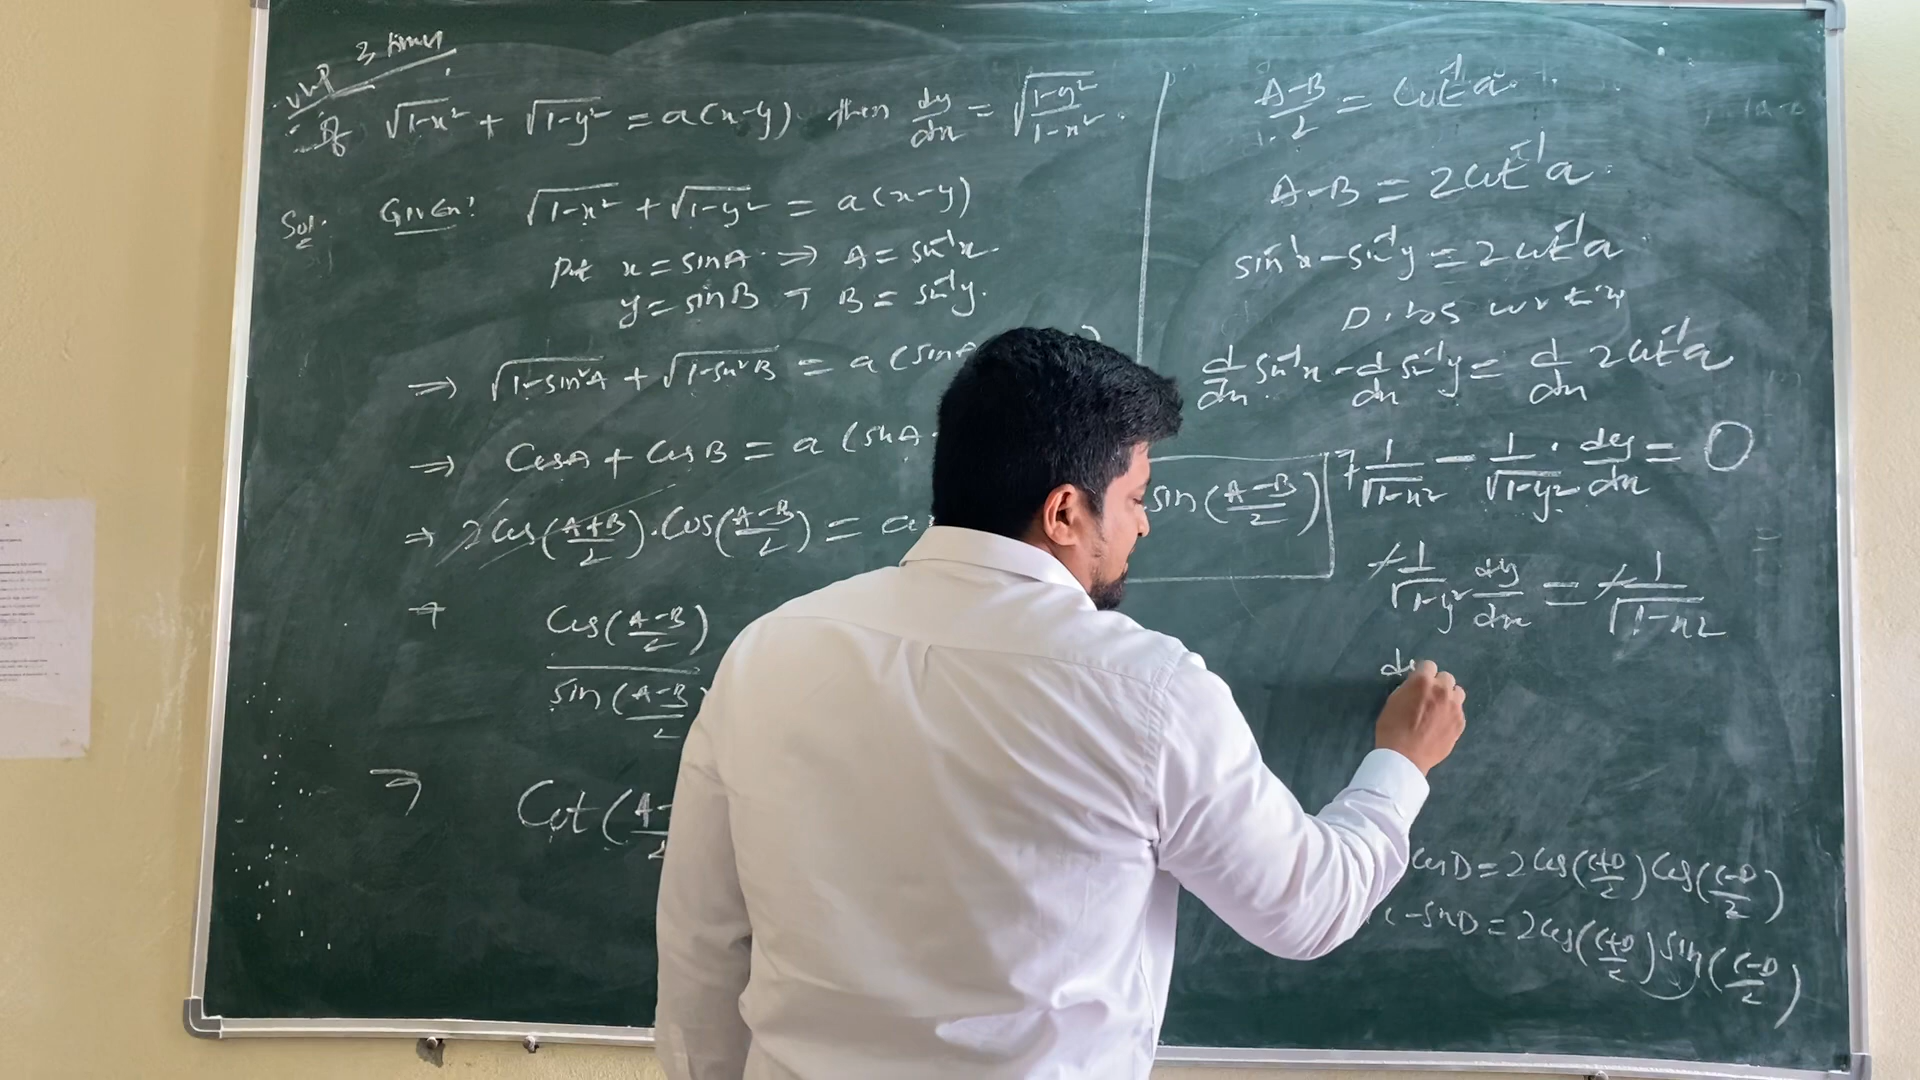 3 times
VIMP
If √1-x² + √1-y² = a(x-y) then dy/dx = √(1-y²/1-x²).
Sol: Given: √1-x² + √1-y² = a(x-y)
Put x = sinA ⇒ A = sin⁻¹x.
y = sinB ⇒ B = sin⁻¹y.
⇒ √1-sin²A + √1-sin²B = a(sinA
⇒ CosA + CosB = a(sinA
⇒ 2Cos(A+B/2).Cos(A-B/2) = a sin(A-B/2)
⇒ Cos(A-B/2)
sin(A-B/2)
⇒ Cot(A-
A-B/2 = Cot⁻¹a.
A-B = 2Cot⁻¹a.
sin⁻¹x - sin⁻¹y = 2Cot⁻¹a
D.bos w.r.t x
d/dx sin⁻¹x - d/dx sin⁻¹y = d/dx 2Cot⁻¹a
⇒ 1/√1-x² - 1/√1-y² . dy/dx = 0
- 1/√1-y² dy/dx = - 1/√1-x²
dy
CosD = 2Cos(C+D/2)Cos(C-D/2)
C-SinD = 2Cos(C+D/2)Sin(C-D/2)